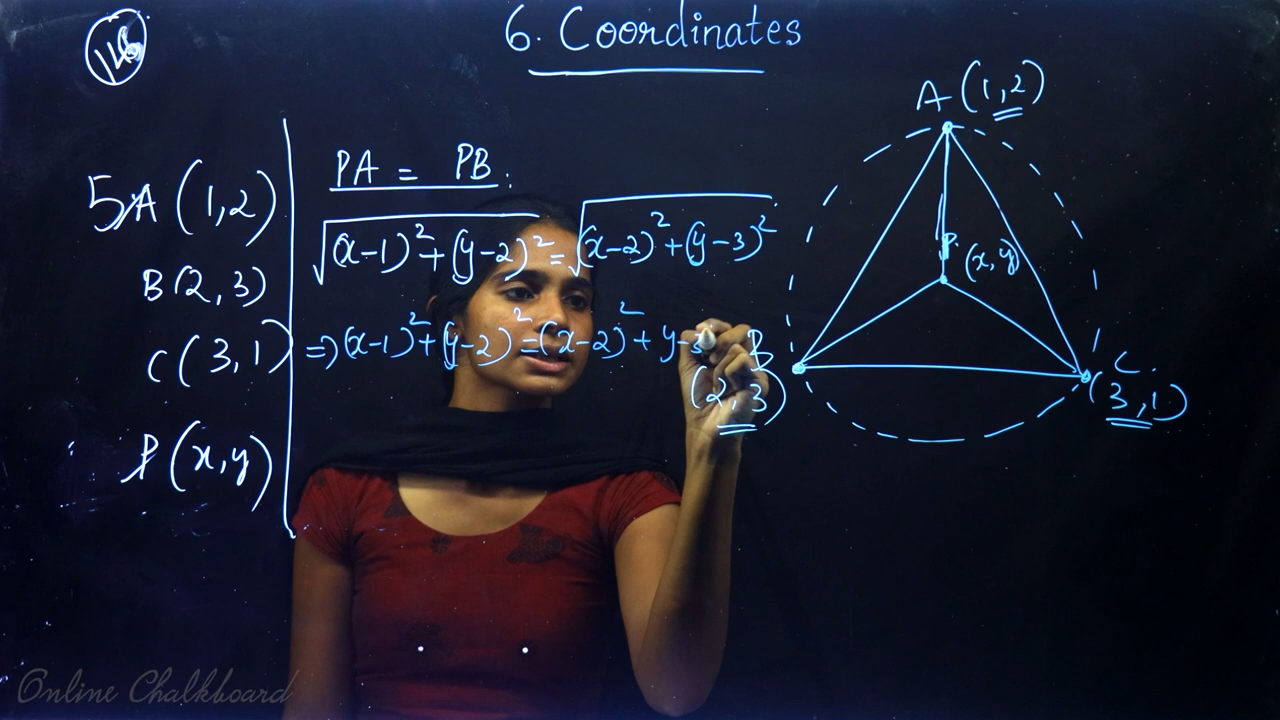 146
6. Coordinates
5) A (1,2)
B (2,3)
C (3,1)
P (x,y)
PA = PB.
√(x-1)² + (y-2)² = √(x-2)² + (y-3)²
⇒ (x-1)² + (y-2)² = (x-2)² + y-3
A (1,2)
P (x,y)
B
(2,3)
C.
(3,1)
Online Chalkboard